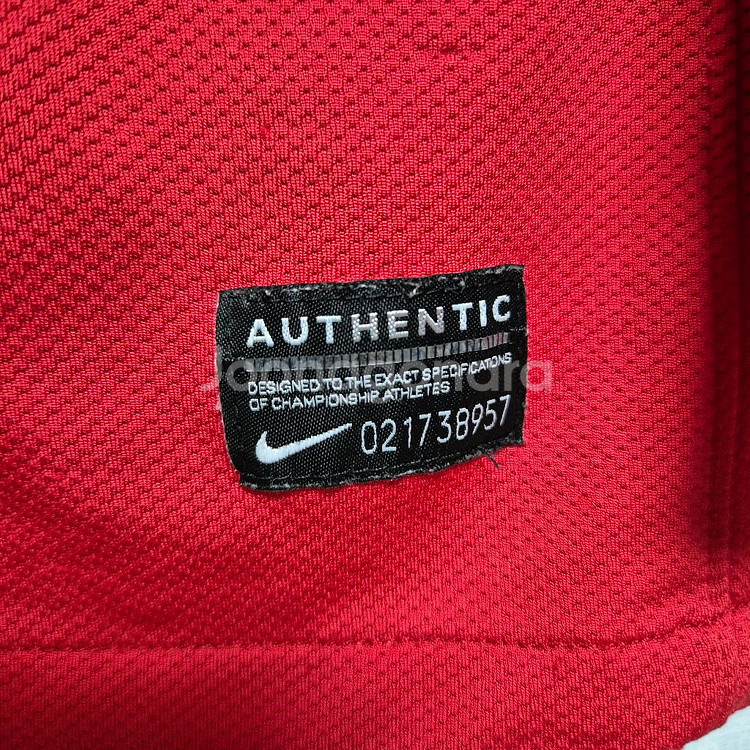 AUTHENTIC
DESIGNED TO THE EXACT SPECIFICATIONS
OF CHAMPIONSHIP ATHLETES
021738957